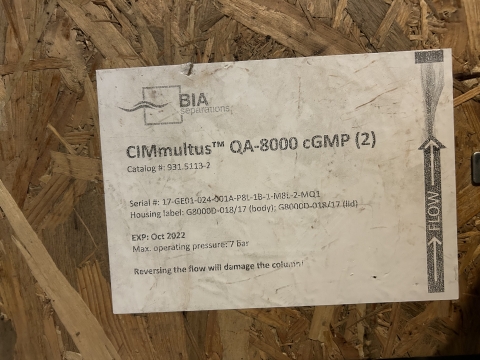 BIA
separations
CIMmultus™ QA-8000 cGMP (2)
Catalog #: 931.5113-2
Serial #: 17-GE01-024-001A-P8L-1B-1-M8L-2-MQ1
Housing label: G8000D-018/17 (body); G8000D-018/17 (lid)
EXP: Oct 2022
Max. operating pressure: 7 bar
Reversing the flow will damage the column!
FLOW